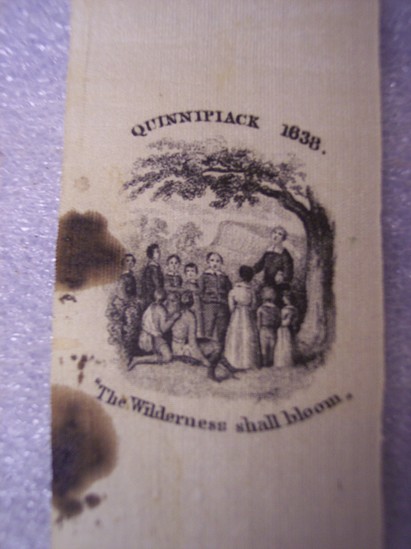 QUINNIPIACK 1638.
"The Wilderness shall bloom."